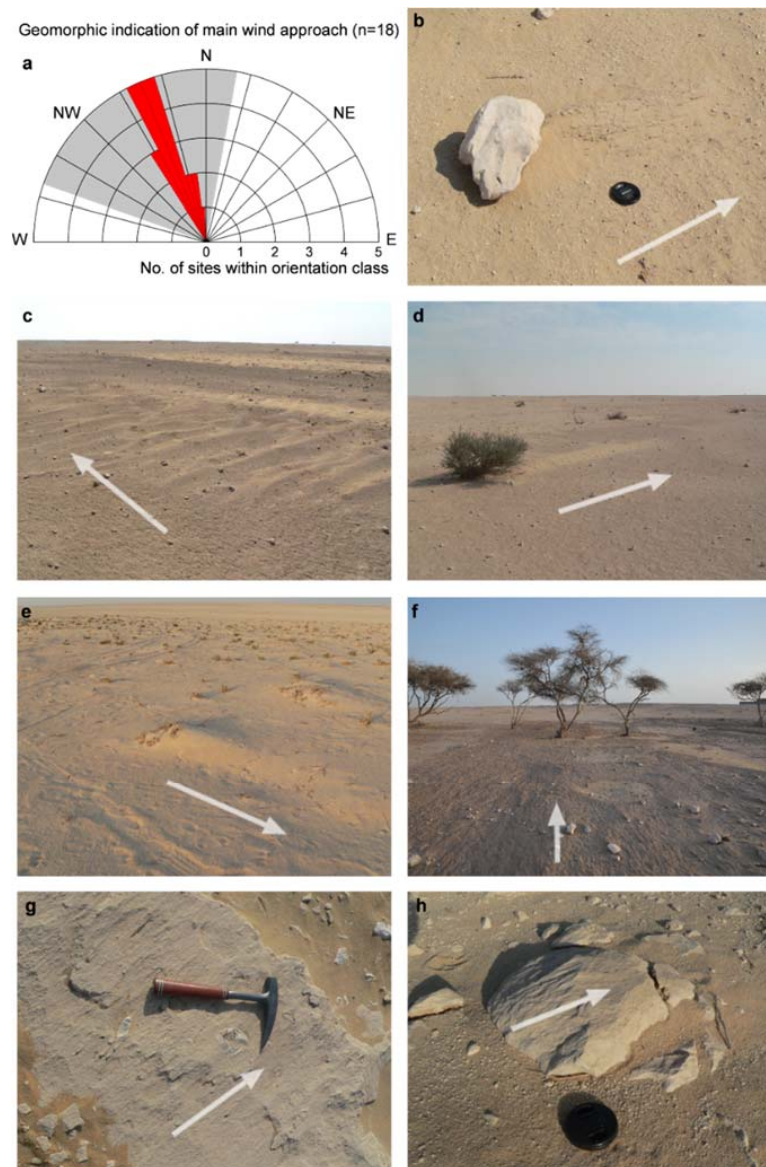 Geomorphic indication of main wind approach (n=18)
a
N
NW
NE
W
E
0 1 2 3 4 5
No. of sites within orientation class
b
c
d
e
f
g
h